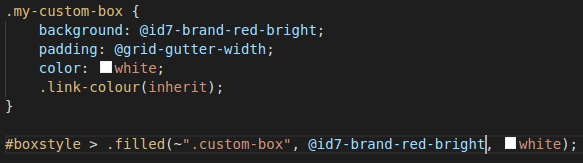 .my-custom-box {
    background: @id7-brand-red-bright;
    padding: @grid-gutter-width;
    color: white;
    .link-colour(inherit);
}
#boxstyle > .filled(~".custom-box", @id7-brand-red-bright, white);